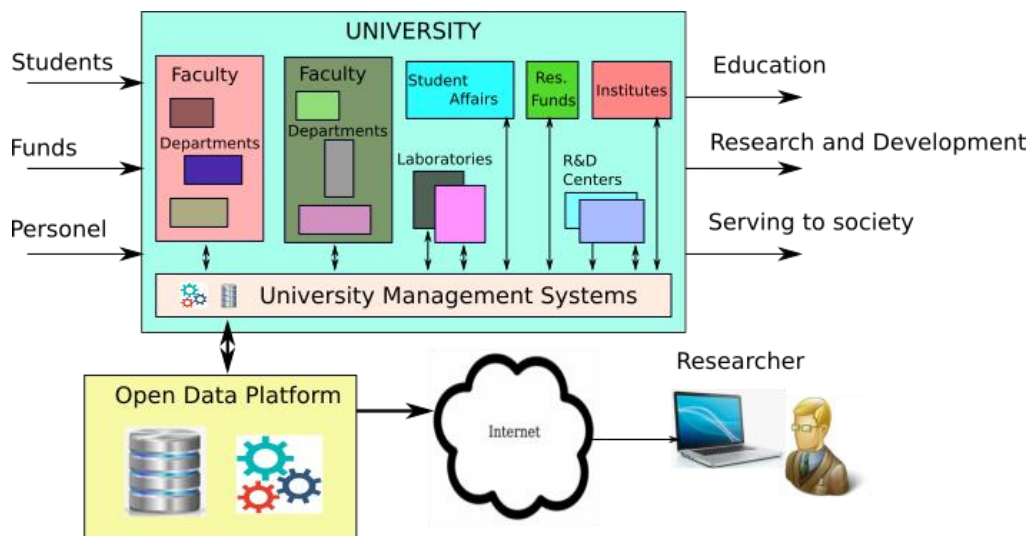 UNIVERSITY
Students
Funds
Personel
Faculty
Departments
Faculty
Departments
Student
Affairs
Res.
Funds
Institutes
Laboratories
R&D
Centers
University Management Systems
Education
Research and Development
Serving to society
Open Data Platform
Internet
Researcher